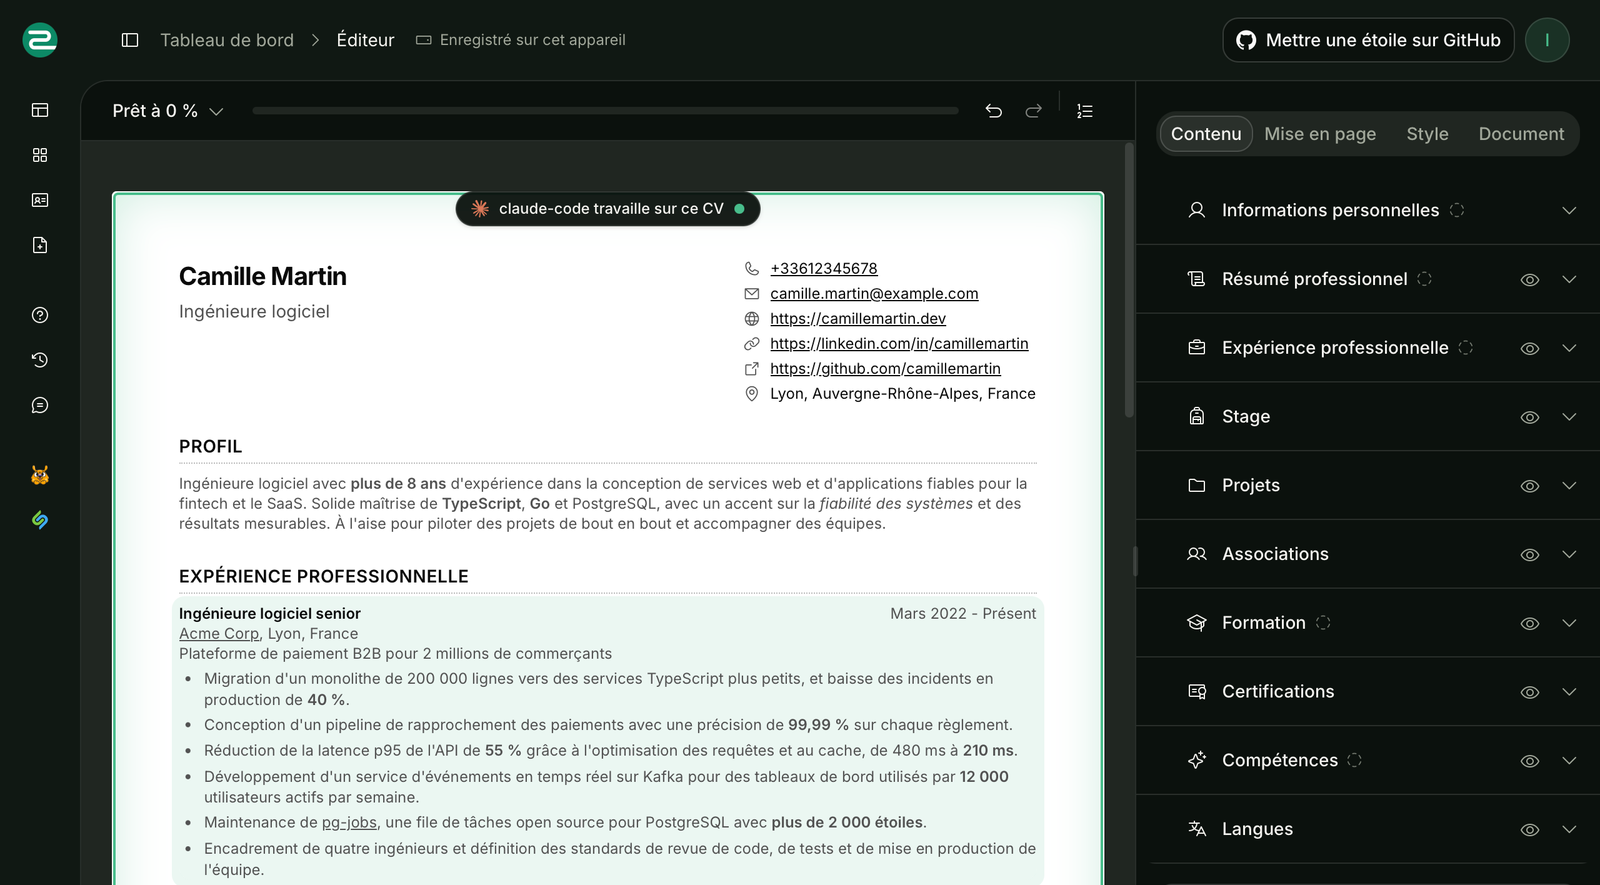 Tableau de bord > Éditeur Enregistré sur cet appareil
Mettre une étoile sur GitHub
I
Prêt à 0 %
Contenu Mise en page Style Document
claude-code travaille sur ce CV
Camille Martin
Ingénieure logiciel
+33612345678
camille.martin@example.com
https://camillemartin.dev
https://linkedin.com/in/camillemartin
https://github.com/camillemartin
Lyon, Auvergne-Rhône-Alpes, France
PROFIL
Ingénieure logiciel avec plus de 8 ans d'expérience dans la conception de services web et d'applications fiables pour la
fintech et le SaaS. Solide maîtrise de TypeScript, Go et PostgreSQL, avec un accent sur la fiabilité des systèmes et des
résultats mesurables. À l'aise pour piloter des projets de bout en bout et accompagner des équipes.
EXPÉRIENCE PROFESSIONNELLE
Ingénieure logiciel senior Mars 2022 - Présent
Acme Corp, Lyon, France
Plateforme de paiement B2B pour 2 millions de commerçants
• Migration d'un monolithe de 200 000 lignes vers des services TypeScript plus petits, et baisse des incidents en
production de 40 %.
• Conception d'un pipeline de rapprochement des paiements avec une précision de 99,99 % sur chaque règlement.
• Réduction de la latence p95 de l'API de 55 % grâce à l'optimisation des requêtes et au cache, de 480 ms à 210 ms.
• Développement d'un service d'événements en temps réel sur Kafka pour des tableaux de bord utilisés par 12 000
utilisateurs actifs par semaine.
• Maintenance de pg-jobs, une file de tâches open source pour PostgreSQL avec plus de 2 000 étoiles.
• Encadrement de quatre ingénieurs et définition des standards de revue de code, de tests et de mise en production de
l'équipe.
Informations personnelles
Résumé professionnel
Expérience professionnelle
Stage
Projets
Associations
Formation
Certifications
Compétences
Langues